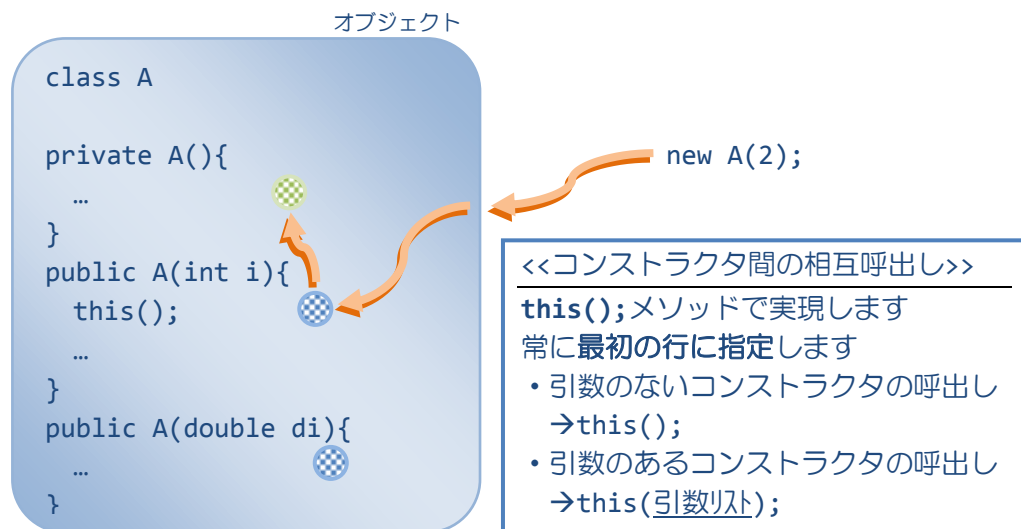 オブジェクト
class A
private A(){
…
}
public A(int i){
this();
…
}
public A(double di){
…
}
new A(2);
<<コンストラクタ間の相互呼出し>>
this();メソッドで実現します
常に最初の行に指定します
・引数のないコンストラクタの呼出し
→this();
・引数のあるコンストラクタの呼出し
→this(引数リスト);